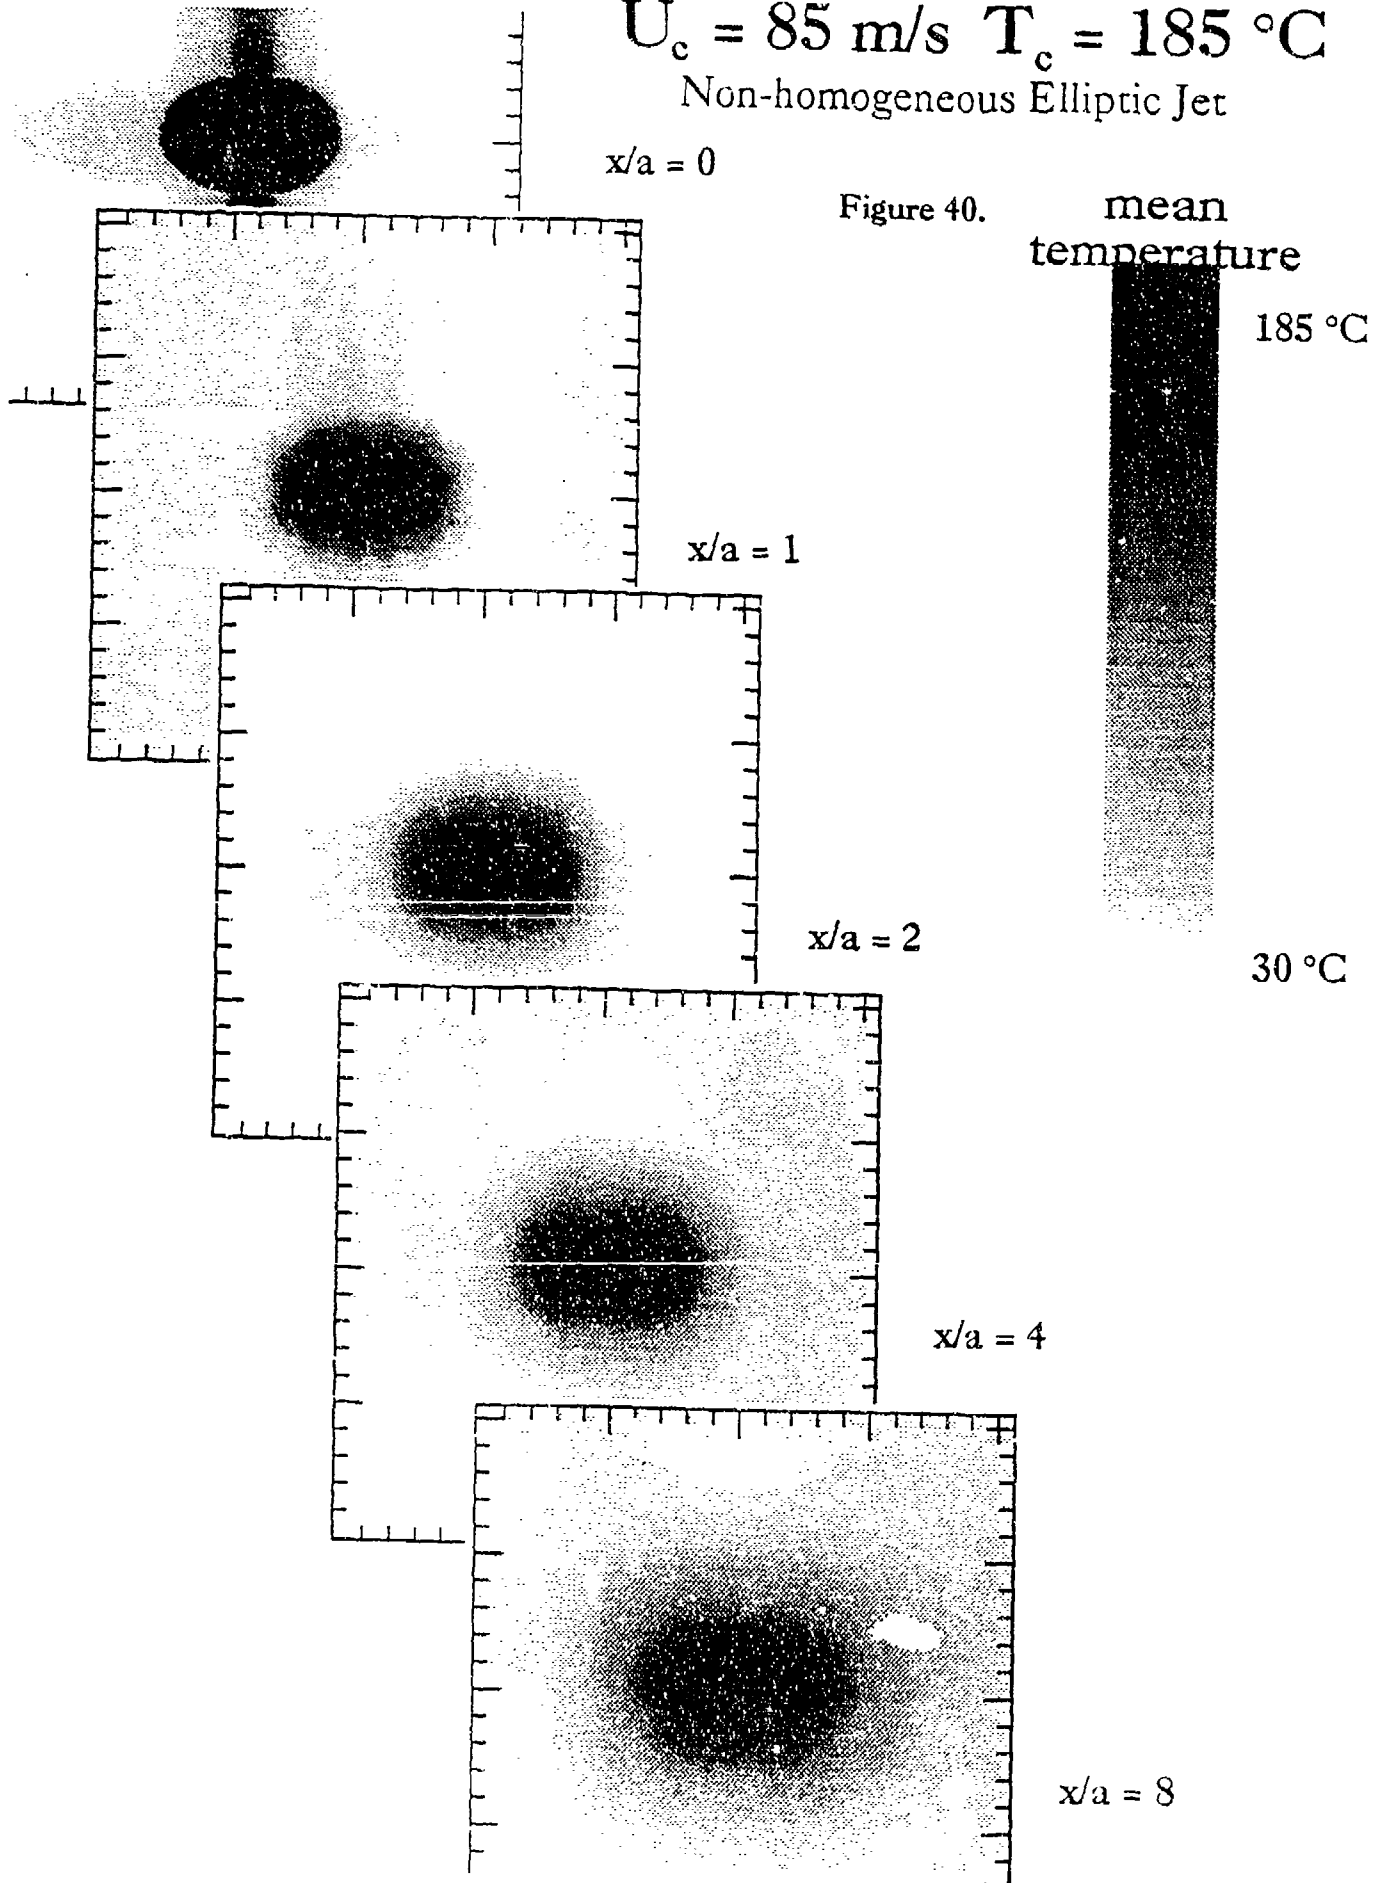 U_c = 85 m/s T_c = 185 °C
Non-homogeneous Elliptic Jet
x/a = 0
Figure 40.
mean
temperature
185 °C
x/a = 1
x/a = 2
30 °C
x/a = 4
x/a = 8